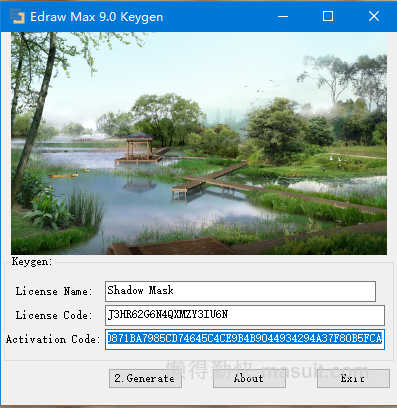 Edraw Max 9.0 Keygen
Keygen:
License Name: Shadow Mask
License Code: J3HR62G6N4QXMZY3IU6N
Activation Code: 0871BA7985CD74645C4CE9B4B9044934294A37F80B5FCA
懒得勤快 masuit.com
2.Generate About Exit